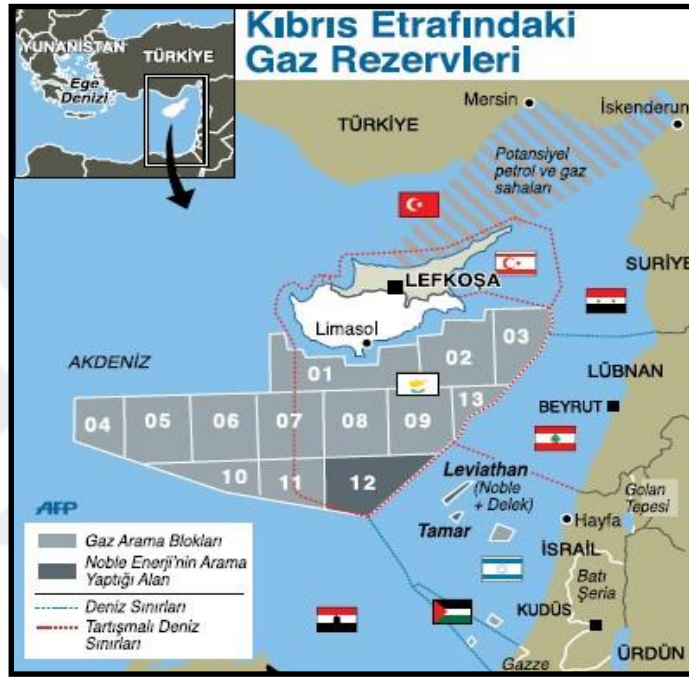 Kıbrıs Etrafındaki
Gaz Rezervleri
YUNANİSTAN
TÜRKİYE
Ege
Denizi
Mersin
İskenderun
TÜRKİYE
Potansiyel
petrol ve gaz
sahaları
LEFKOŞA
SURİYE
Limasol
AKDENİZ
01
02
03
LÜBNAN
BEYRUT
04
05
06
07
08
09
13
10
11
12
Leviathan
(Noble
+ Delek)
Tamar
Golan
Tepesi
Hayfa
İSRAİL
Batı
Şeria
KUDÜS
Gazze
ÜRDÜN
AFP
Gaz Arama Blokları
Noble Enerji'nin Arama
Yaptığı Alan
Deniz Sınırları
Tartışmalı Deniz
Sınırları